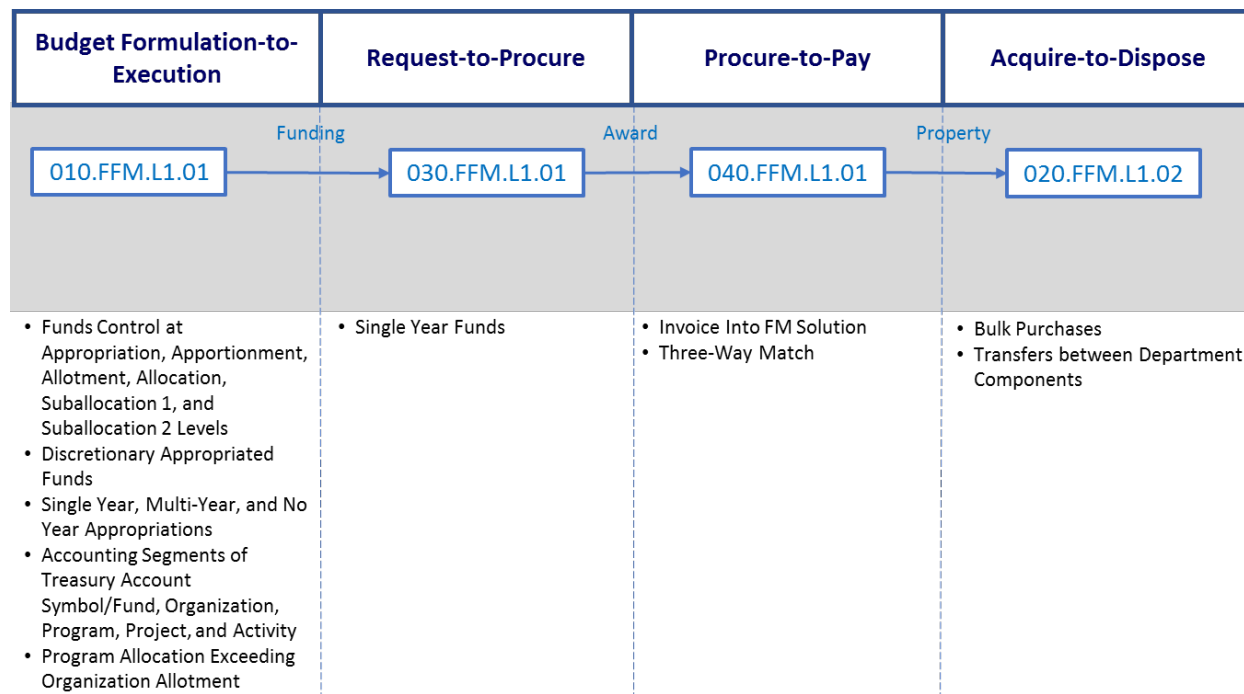 Budget Formulation-to-
Execution
Request-to-Procure
Procure-to-Pay
Acquire-to-Dispose
Funding
Award
Property
010.FFM.L1.01
030.FFM.L1.01
040.FFM.L1.01
020.FFM.L1.02
• Funds Control at
Appropriation, Apportionment,
Allotment, Allocation,
Suballocation 1, and
Suballocation 2 Levels
• Discretionary Appropriated
Funds
• Single Year, Multi-Year, and No
Year Appropriations
• Accounting Segments of
Treasury Account
Symbol/Fund, Organization,
Program, Project, and Activity
• Program Allocation Exceeding
Organization Allotment
• Single Year Funds
• Invoice Into FM Solution
• Three-Way Match
• Bulk Purchases
• Transfers between Department
Components